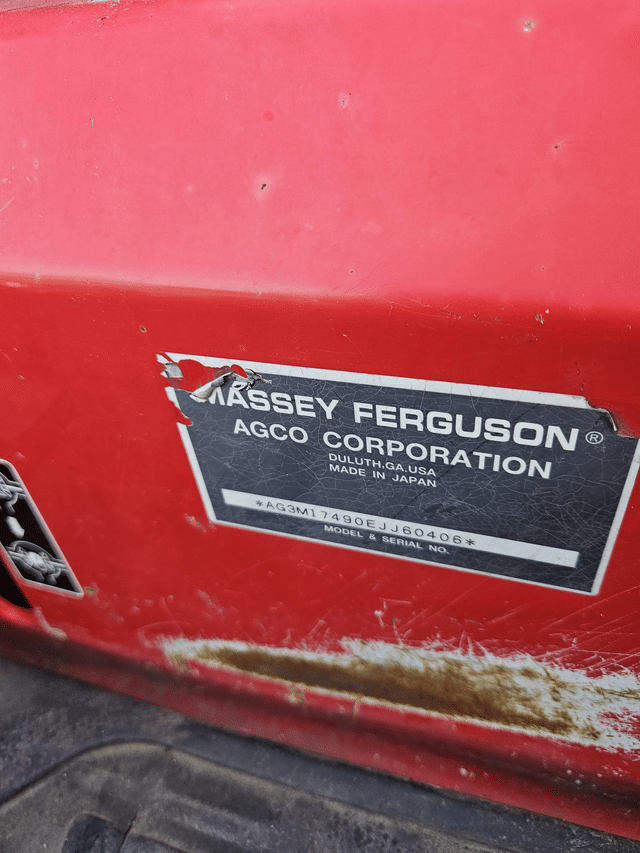 MASSEY FERGUSON®
AGCO CORPORATION
DULUTH,GA.USA
MADE IN JAPAN
*AG3M17490EJJ60406*
MODEL & SERIAL NO.